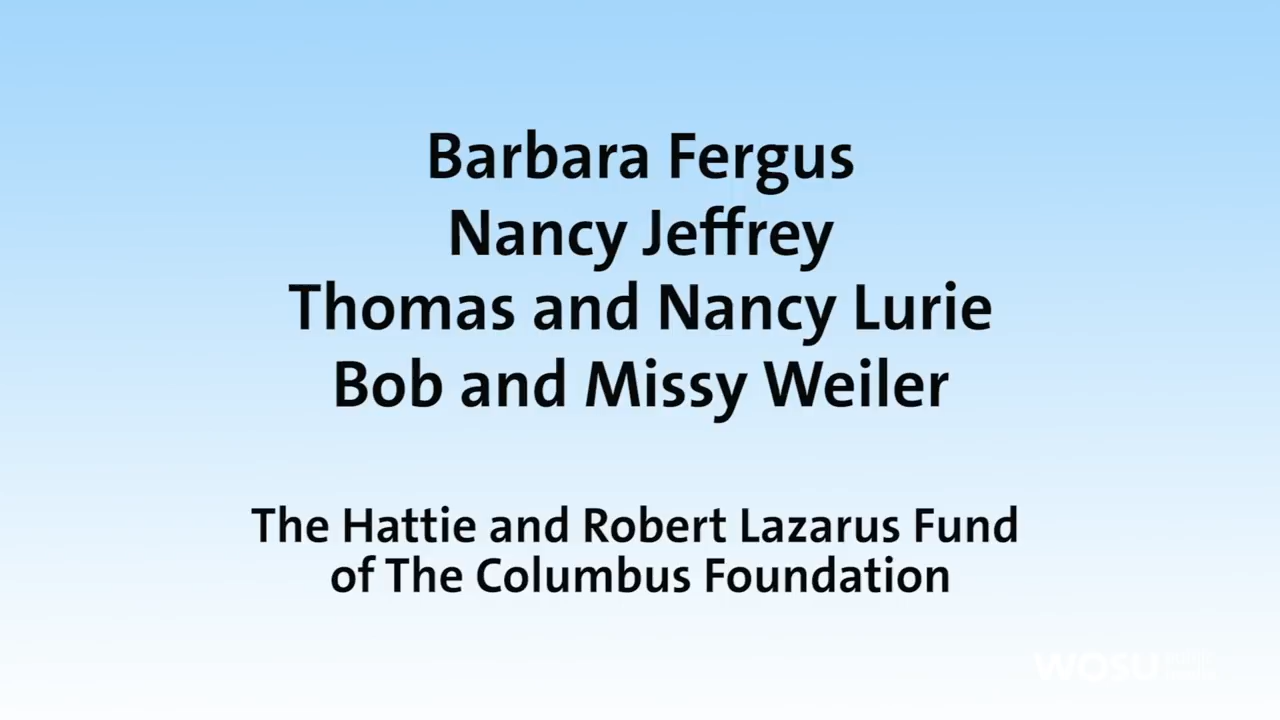 Barbara Fergus
Nancy Jeffrey
Thomas and Nancy Lurie
Bob and Missy Weiler
The Hattie and Robert Lazarus Fund
of The Columbus Foundation
WOSU